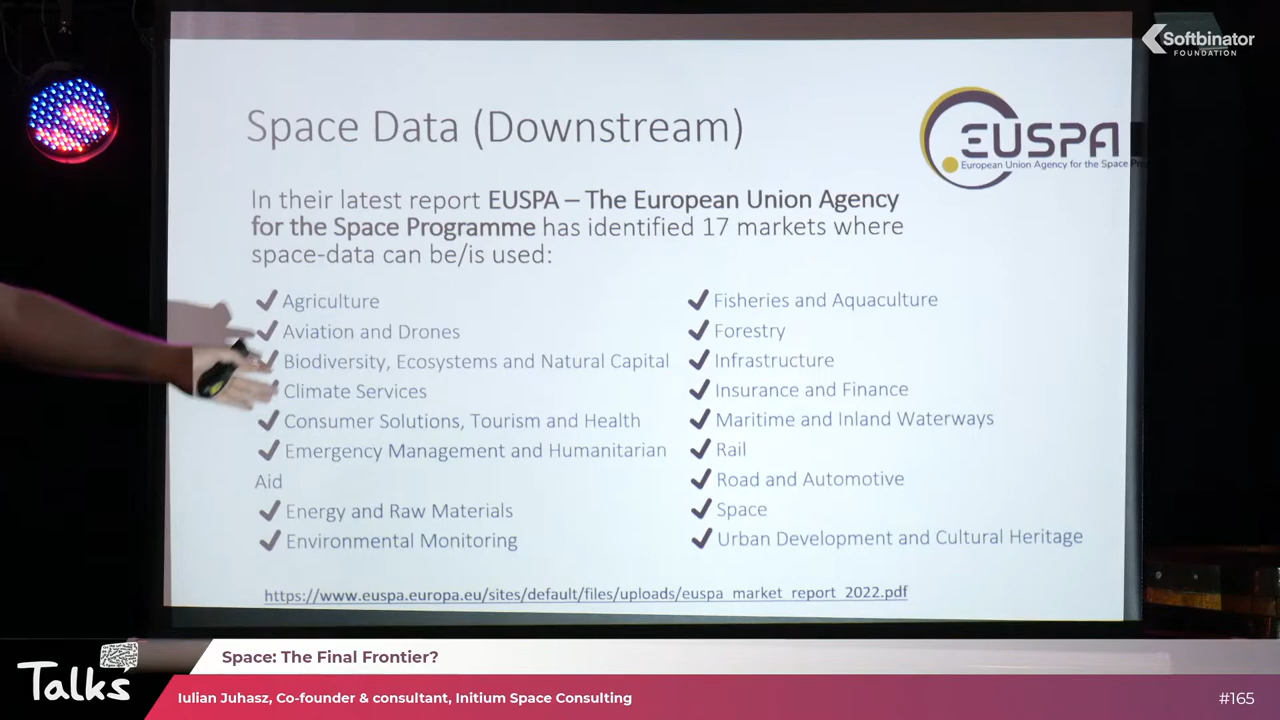 Softbinator
FOUNDATION
Space Data (Downstream)
EUSPA
European Union Agency for the Space
In their latest report EUSPA – The European Union Agency
for the Space Programme has identified 17 markets where
space-data can be/is used:
✔ Agriculture
✔ Aviation and Drones
✔ Biodiversity, Ecosystems and Natural Capital
✔ Climate Services
✔ Consumer Solutions, Tourism and Health
✔ Emergency Management and Humanitarian
Aid
✔ Energy and Raw Materials
✔ Environmental Monitoring
✔ Fisheries and Aquaculture
✔ Forestry
✔ Infrastructure
✔ Insurance and Finance
✔ Maritime and Inland Waterways
✔ Rail
✔ Road and Automotive
✔ Space
✔ Urban Development and Cultural Heritage
https://www.euspa.europa.eu/sites/default/files/uploads/euspa_market_report_2022.pdf
Talks
Space: The Final Frontier?
Iulian Juhasz, Co-founder & consultant, Initium Space Consulting
#165